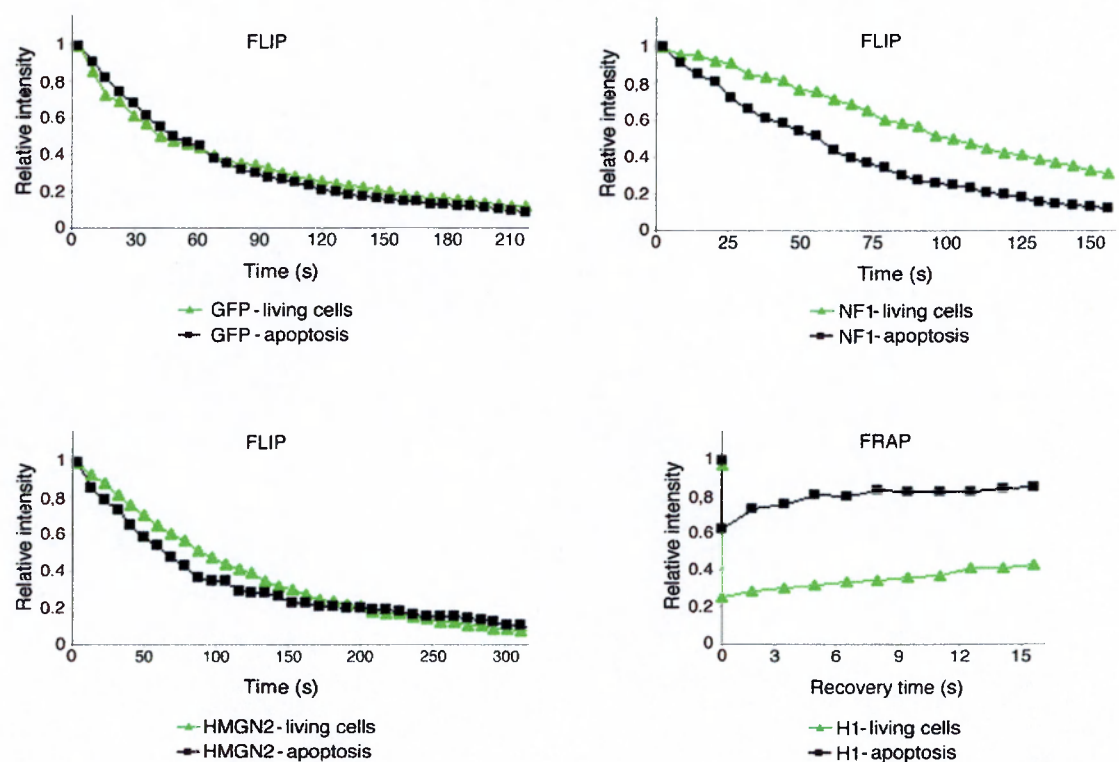 FLIP
Relative intensity
1
0.8
0.6
0.4
0.2
0
0 30 60 90 120 150 180 210
Time (s)
GFP-living cells
GFP-apoptosis
FLIP
Relative intensity
1
0.8
0.6
0.4
0.2
0
0 25 50 75 100 125 150
Time (s)
NF1-living cells
NF1-apoptosis
FLIP
Relative intensity
1
0.8
0.6
0.4
0.2
0
0 50 100 150 200 250 300
Time (s)
HMGN2-living cells
HMGN2-apoptosis
FRAP
Relative intensity
1
0.8
0.6
0.4
0.2
0
0 3 6 9 12 15
Recovery time (s)
H1-living cells
H1-apoptosis